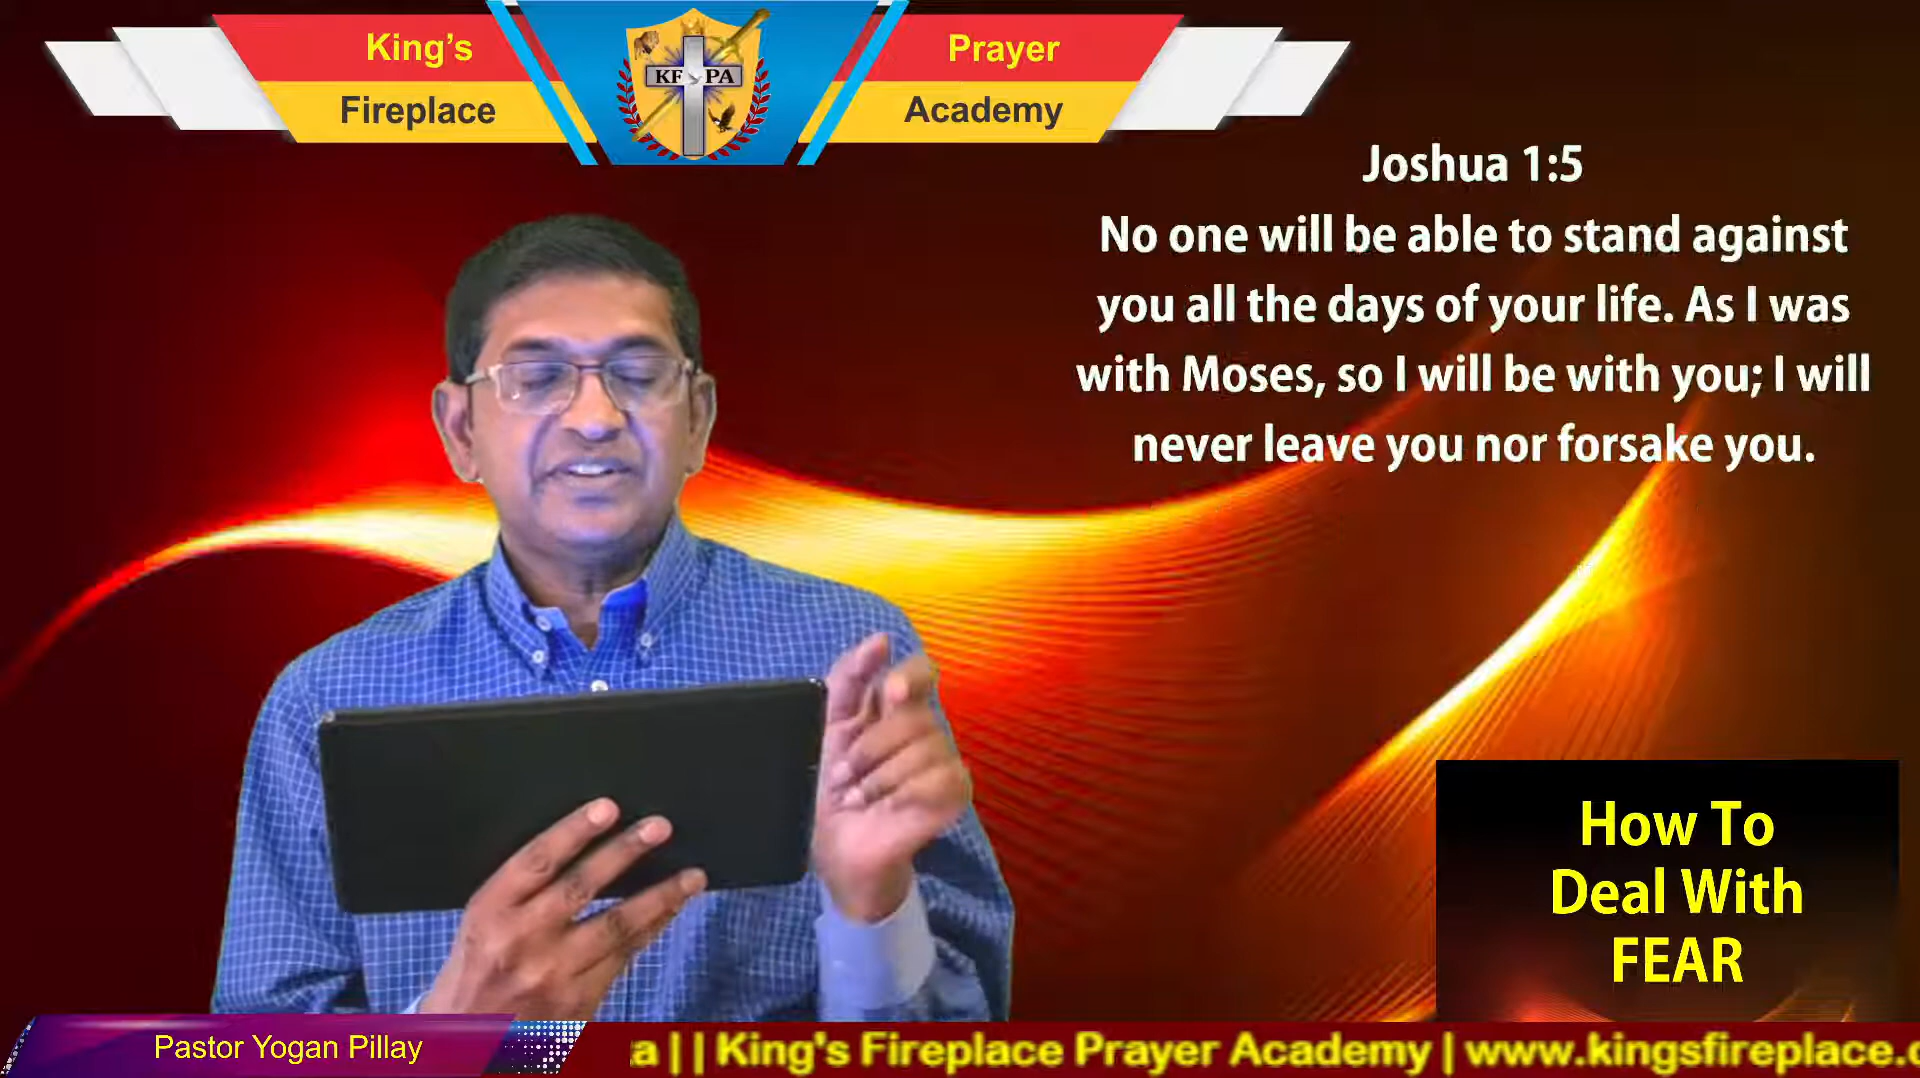 King's
Fireplace
KF PA
Prayer
Academy
Joshua 1:5
No one will be able to stand against
you all the days of your life. As I was
with Moses, so I will be with you; I will
never leave you nor forsake you.
How To
Deal With
FEAR
Pastor Yogan Pillay
a || King's Fireplace Prayer Academy | www.kingsfireplace.